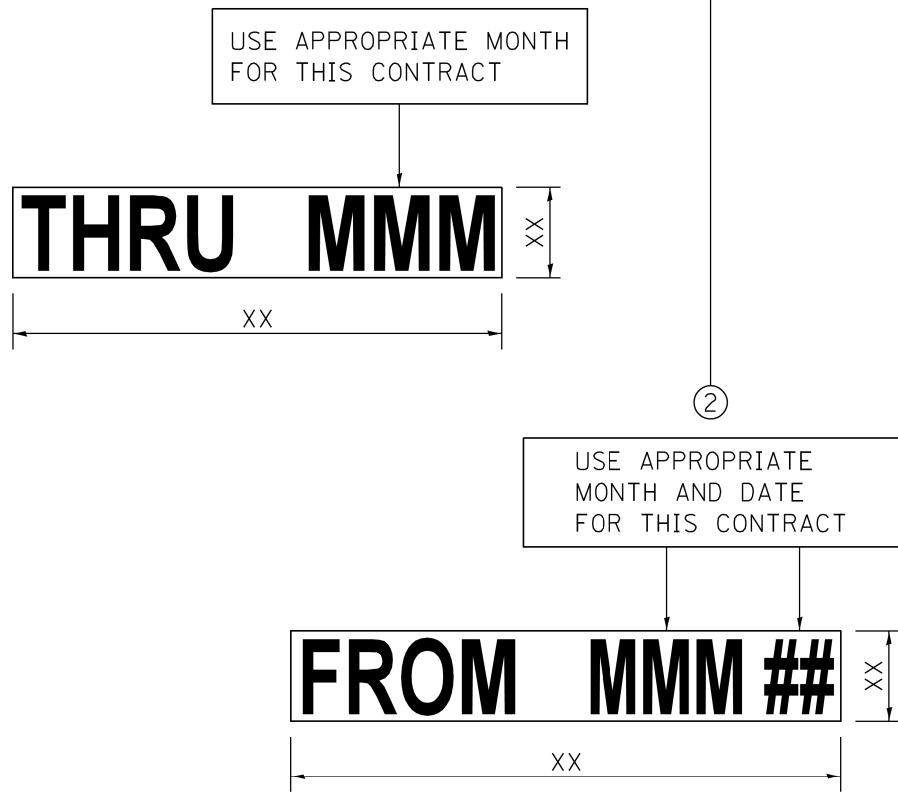 USE APPROPRIATE MONTH
FOR THIS CONTRACT
THRU MMM
XX
XX
2
USE APPROPRIATE
MONTH AND DATE
FOR THIS CONTRACT
FROM MMM ##
XX
XX